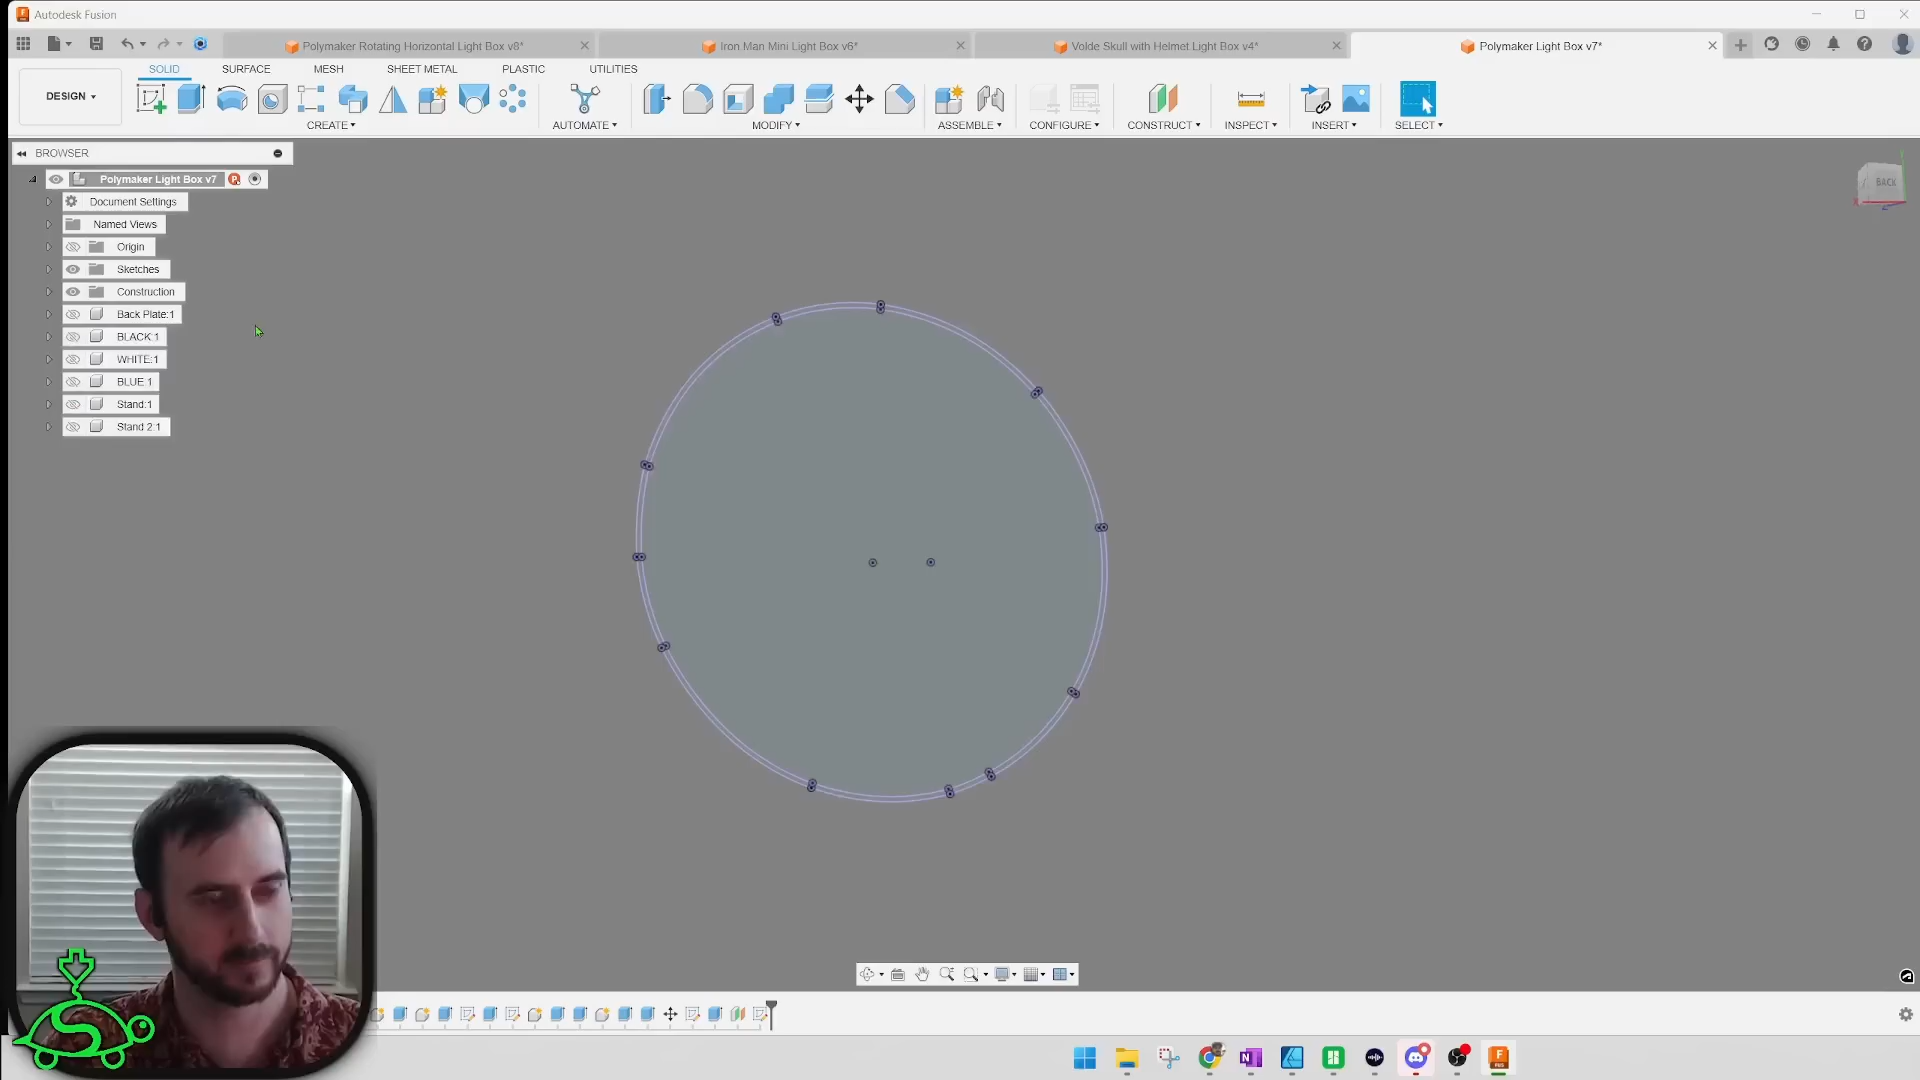 Autodesk Fusion
Polymaker Rotating Horizontal Light Box v8*
Iron Man Mini Light Box v6*
Volde Skull with Helmet Light Box v4*
Polymaker Light Box v7*
SOLID SURFACE MESH SHEET METAL PLASTIC UTILITIES
DESIGN
CREATE AUTOMATE MODIFY ASSEMBLE CONFIGURE CONSTRUCT INSPECT INSERT SELECT
BROWSER
Polymaker Light Box v7
Document Settings
Named Views
Origin
Sketches
Construction
Back Plate:1
BLACK:1
WHITE:1
BLUE:1
Stand:1
Stand 2:1
BACK
S